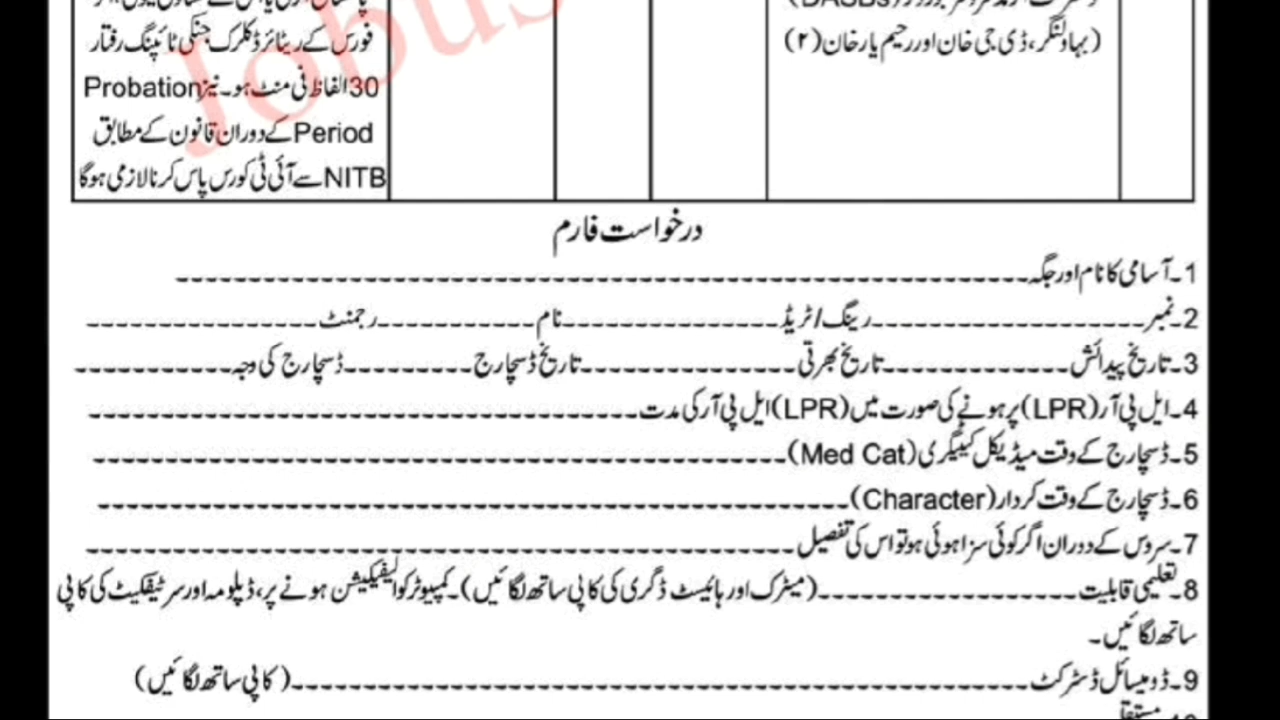 (DASBs)
(بہاولنگر، ڈی جی خان اور رحیم یار خان (۲)
فورس کے ریٹائرڈ کلرک جنکی ٹائپنگ رفتار
30 الفاظ فی منٹ ہو۔ نیز Probation
Period کے دوران قانون کے مطابق
NITB سے آئی ٹی کورس پاس کرنا لازمی ہوگا
درخواست فارم
1۔ آسامی کا نام اور جگہ
2۔ نمبر رینگ/ٹریڈ نام رجمنٹ
3۔ تاریخ پیدائش تاریخ بھرتی تاریخ ڈسچارج ڈسچارج کی وجہ
4۔ ایل پی آر (LPR) پر ہونے کی صورت میں (LPR) ایل پی آر کی مدت
5۔ ڈسچارج کے وقت میڈیکل کیٹیگری (Med Cat)
6۔ ڈسچارج کے وقت کردار (Character)
7۔ سروس کے دوران اگر کوئی سزا ہوئی ہو تو اس کی تفصیل
8۔ تعلیمی قابلیت (میٹرک اور ہائیسٹ ڈگری کی کاپی ساتھ لگائیں)۔ کمپیوٹر کوالیفیکیشن ہونے پر، ڈپلومہ اور سرٹیفکیٹ کی کاپی
ساتھ لگائیں۔
9۔ ڈومیسائل ڈسٹرکٹ (کاپی ساتھ لگائیں)